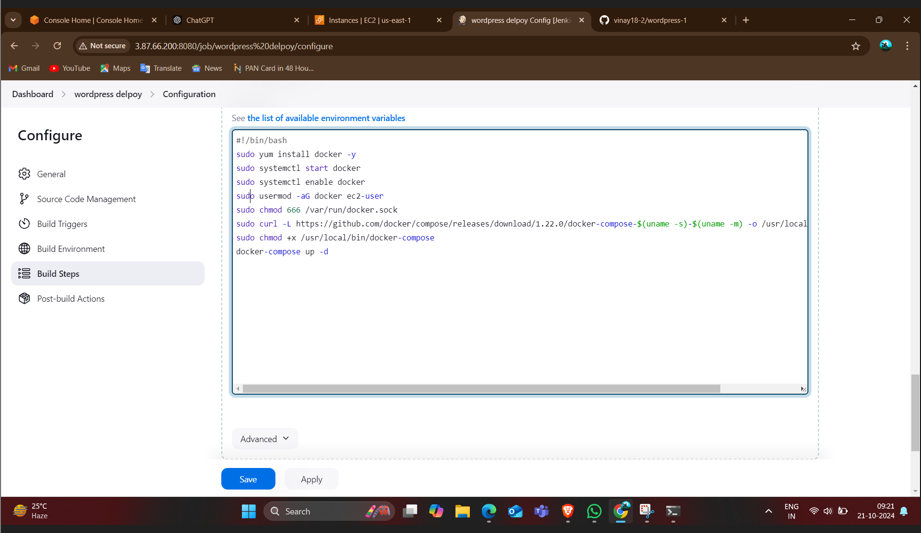 Console Home | Console Home
ChatGPT
Instances | EC2 | us-east-1
wordpress delpoy Config [Jenki
vinay18-2/wordpress-1
Not secure
3.87.66.200:8080/job/wordpress%20delpoy/configure
Gmail
YouTube
Maps
Translate
News
PAN Card in 48 Hou...
Dashboard > wordpress delpoy > Configuration
Configure
General
Source Code Management
Build Triggers
Build Environment
Build Steps
Post-build Actions
See the list of available environment variables
#!/bin/bash
sudo yum install docker -y
sudo systemctl start docker
sudo systemctl enable docker
sudo usermod -aG docker ec2-user
sudo chmod 666 /var/run/docker.sock
sudo curl -L https://github.com/docker/compose/releases/download/1.22.0/docker-compose-$(uname -s)-$(uname -m) -o /usr/local
sudo chmod +x /usr/local/bin/docker-compose
docker-compose up -d
Advanced
Save
Apply
25°C
Haze
Search
ENG
IN
09:21
21-10-2024